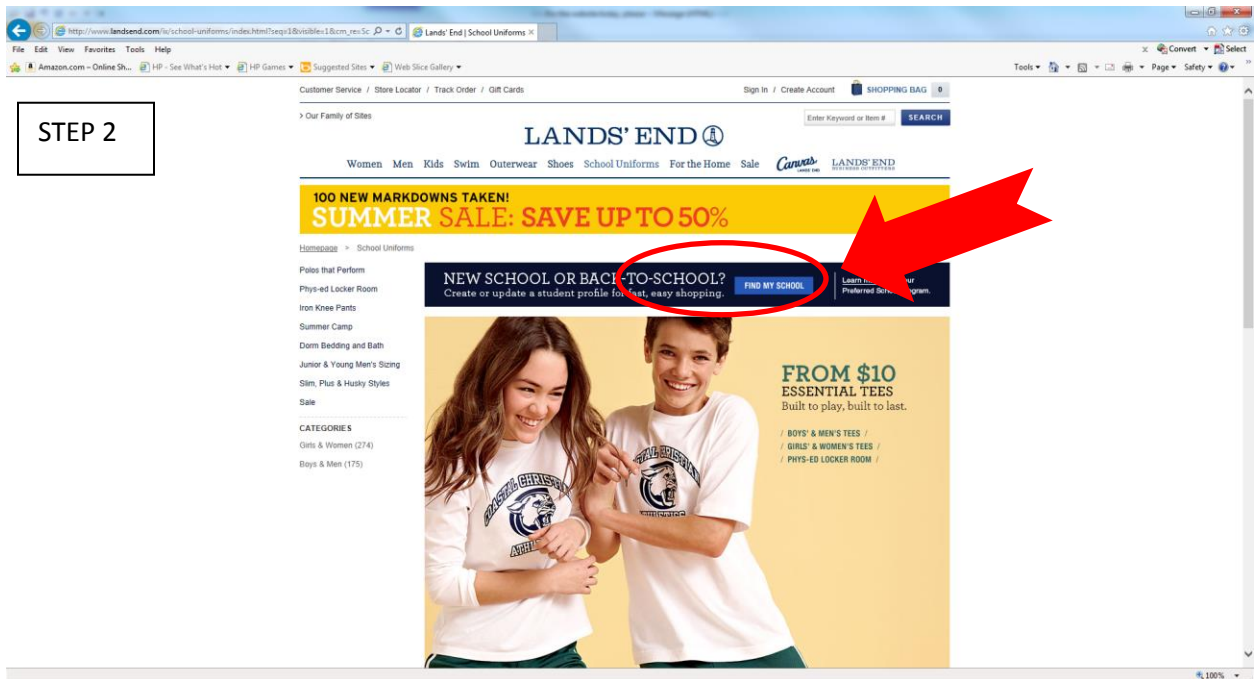 http://www.landsend.com/ix/school-uniforms/index.html?seq=1&visible=1&cm_re=Sc
Lands' End | School Uniforms
File Edit View Favorites Tools Help
Convert Select
Amazon.com – Online Sh... HP - See What's Hot HP Games Suggested Sites Web Slice Gallery
Tools Page Safety
Customer Service / Store Locator / Track Order / Gift Cards
Sign In / Create Account SHOPPING BAG 0
STEP 2
> Our Family of Sites
Enter Keyword or Item # SEARCH
LANDS' END
Women Men Kids Swim Outerwear Shoes School Uniforms For the Home Sale Canvas LANDS' END LANDS' END BUSINESS OUTFITTERS
100 NEW MARKDOWNS TAKEN!
SUMMER SALE: SAVE UP TO 50%
Homepage > School Uniforms
Polos that Perform
Phys-ed Locker Room
Iron Knee Pants
Summer Camp
Dorm Bedding and Bath
Junior & Young Men's Sizing
Slim, Plus & Husky Styles
Sale
CATEGORIES
Girls & Women (274)
Boys & Men (175)
NEW SCHOOL OR BACK-TO-SCHOOL?
Create or update a student profile for fast, easy shopping.
FIND MY SCHOOL
Learn
Preferred
FROM $10
ESSENTIAL TEES
Built to play, built to last.
/ BOYS' & MEN'S TEES /
/ GIRLS' & WOMEN'S TEES /
/ PHYS-ED LOCKER ROOM /
COASTAL CHRISTIAN
100%